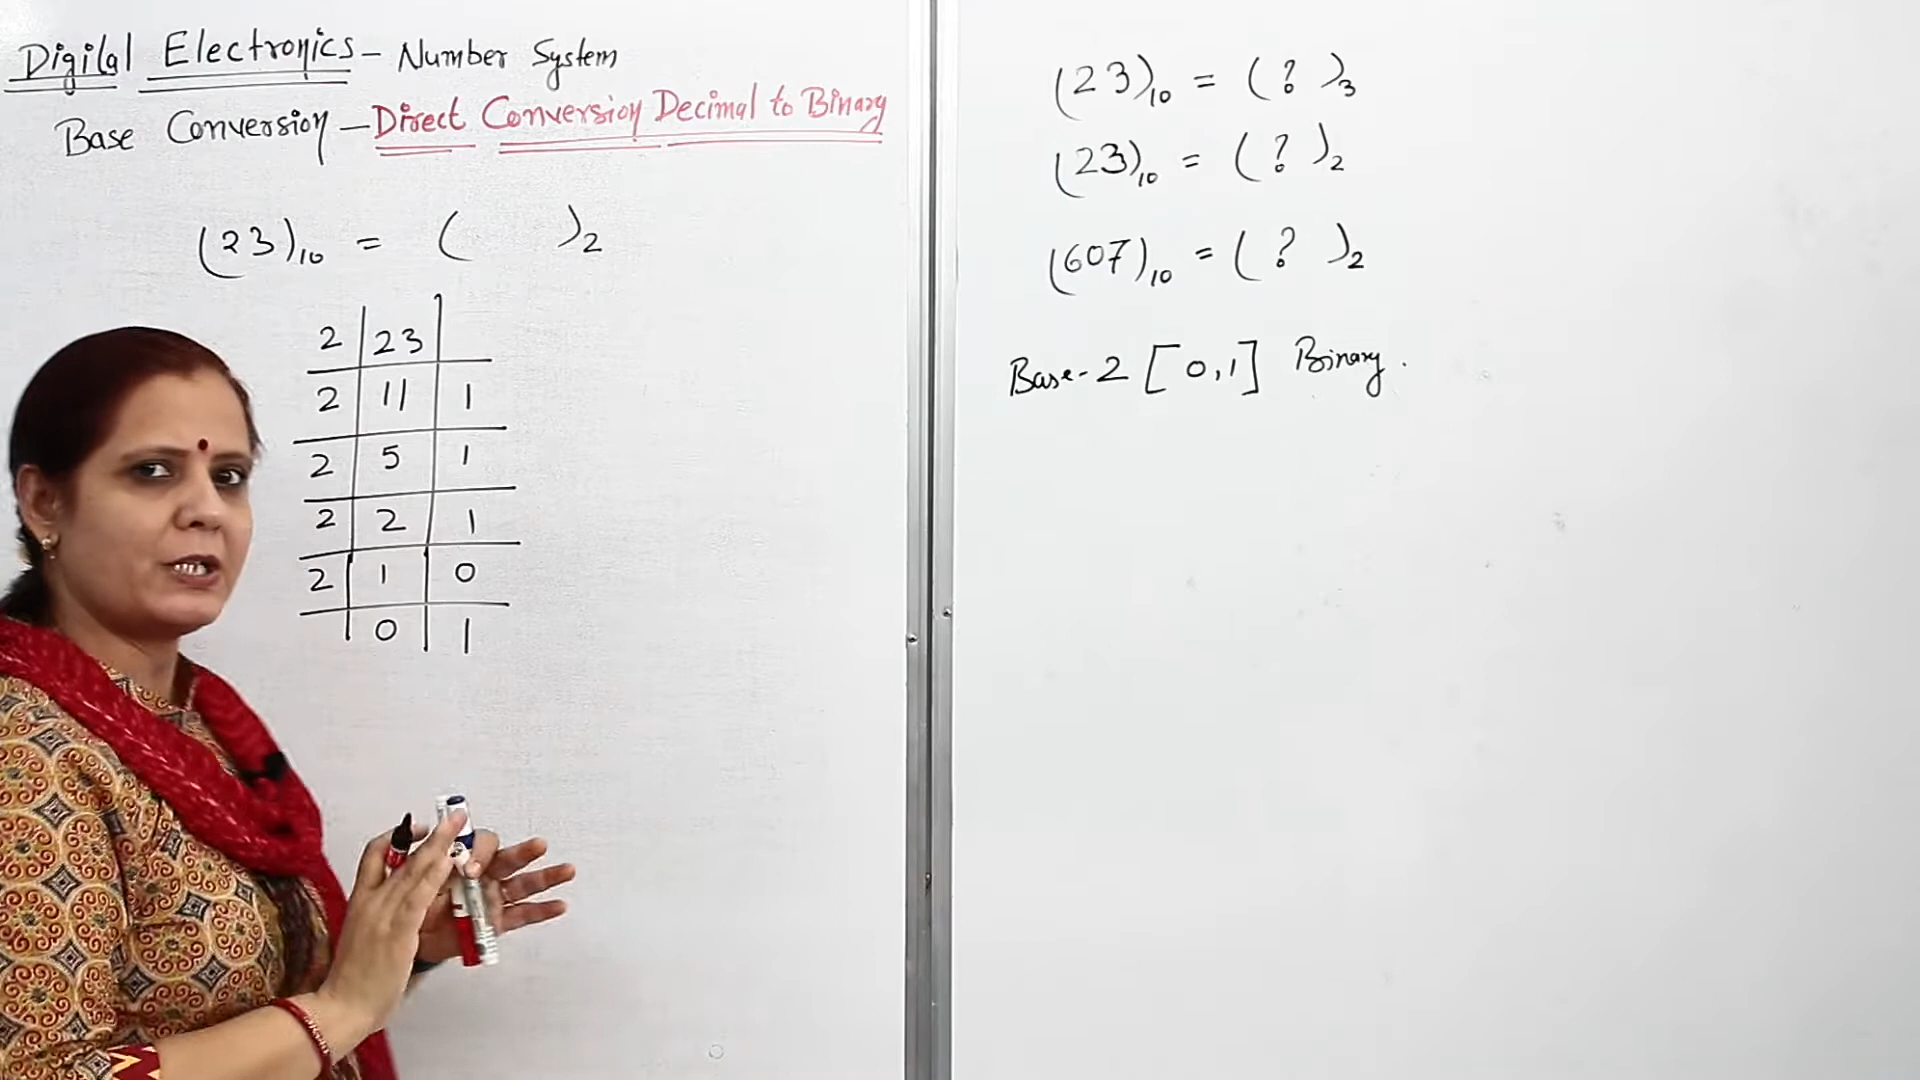 Digital Electronics - Number System
Base Conversion - Direct Conversion Decimal to Binary
(23)₁₀ = (    )₂
2 | 23 |
2 | 11 | 1
2 | 5 | 1
2 | 2 | 1
2 | 1 | 0
| 0 | 1
(23)₁₀ = ( ? )₃
(23)₁₀ = ( ? )₂
(607)₁₀ = ( ? )₂
Base-2 [0,1] Binary.